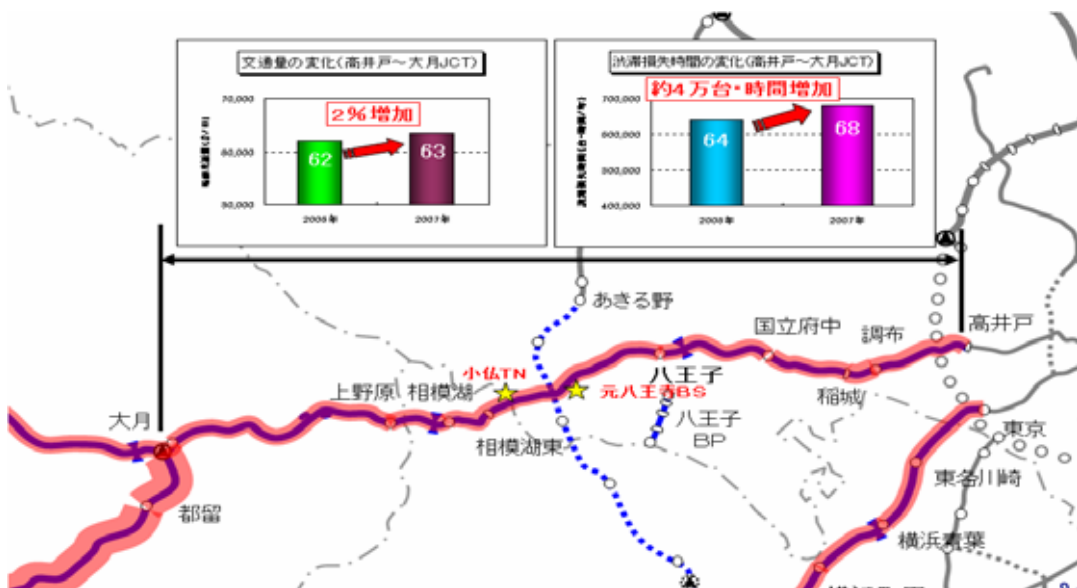 交通量の変化(高井戸~大月JCT)
70,000
60,000
50,000
2%増加
62
63
2006年
2007年
渋滞損失時間の変化(高井戸~大月JCT)
約4万台・時間増加
700,000
600,000
500,000
400,000
64
68
2006年
2007年
あきる野
国立府中
調布
高井戸
小仏TN
八王子
元八王子BS
上野原
相模湖
稲城
大月
相模湖東
八王子
BP
東京
東名川崎
都留
横浜青葉